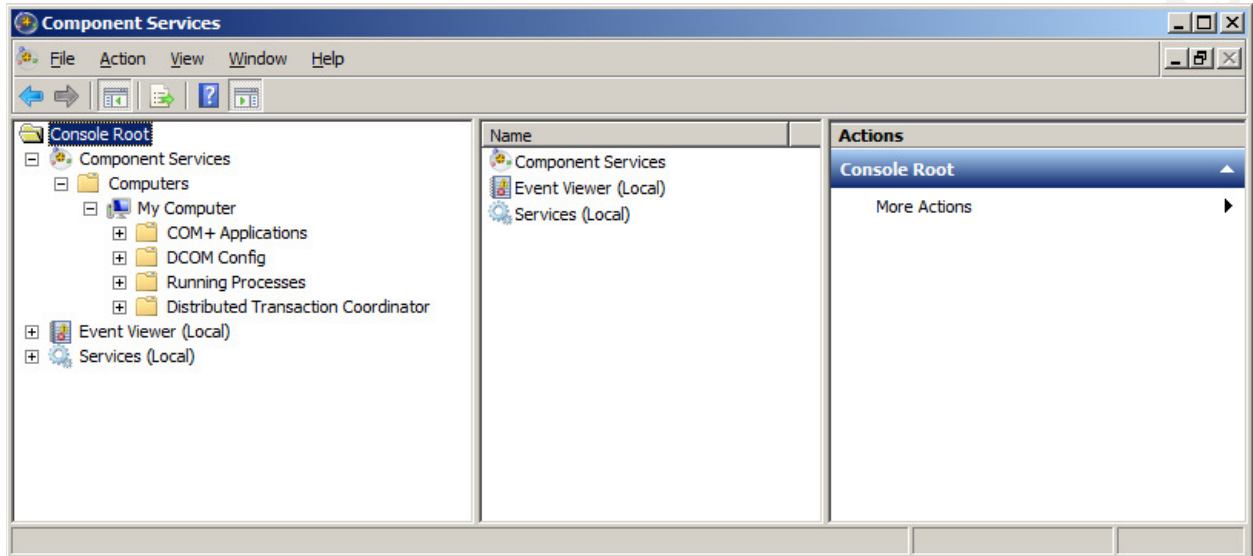 Component Services
File Action View Window Help
Console Root
Component Services
Computers
My Computer
COM+ Applications
DCOM Config
Running Processes
Distributed Transaction Coordinator
Event Viewer (Local)
Services (Local)
Name
Component Services
Event Viewer (Local)
Services (Local)
Actions
Console Root
More Actions